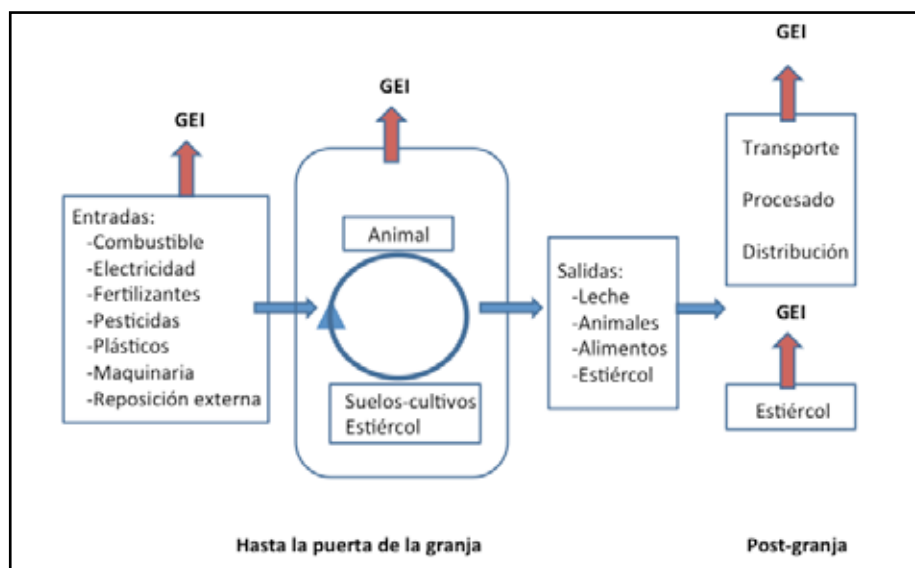 GEI
GEI
GEI
Entradas:
-Combustible
-Electricidad
-Fertilizantes
-Pesticidas
-Plásticos
-Maquinaria
-Reposición externa
Animal
Suelos-cultivos
Estiércol
Salidas:
-Leche
-Animales
-Alimentos
-Estiércol
Transporte
Procesado
Distribución
GEI
Estiércol
Hasta la puerta de la granja
Post-granja